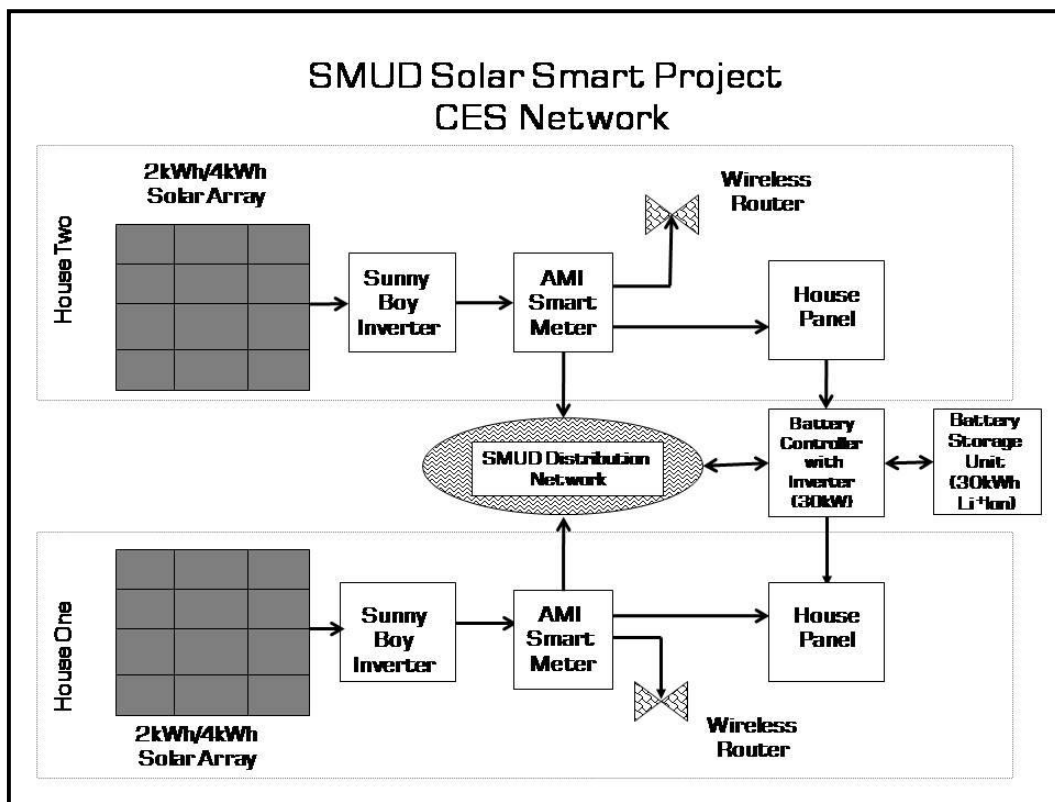 SMUD Solar Smart Project
CES Network
House Two
2kWh/4kWh
Solar Array
Sunny
Boy
Inverter
AMI
Smart
Meter
Wireless
Router
House
Panel
SMUD Distribution
Network
Battery
Controller
with
Inverter
(30kW)
Battery
Storage
Unit
(30kWh
Li+Ion)
House One
Sunny
Boy
Inverter
AMI
Smart
Meter
House
Panel
2kWh/4kWh
Solar Array
Wireless
Router